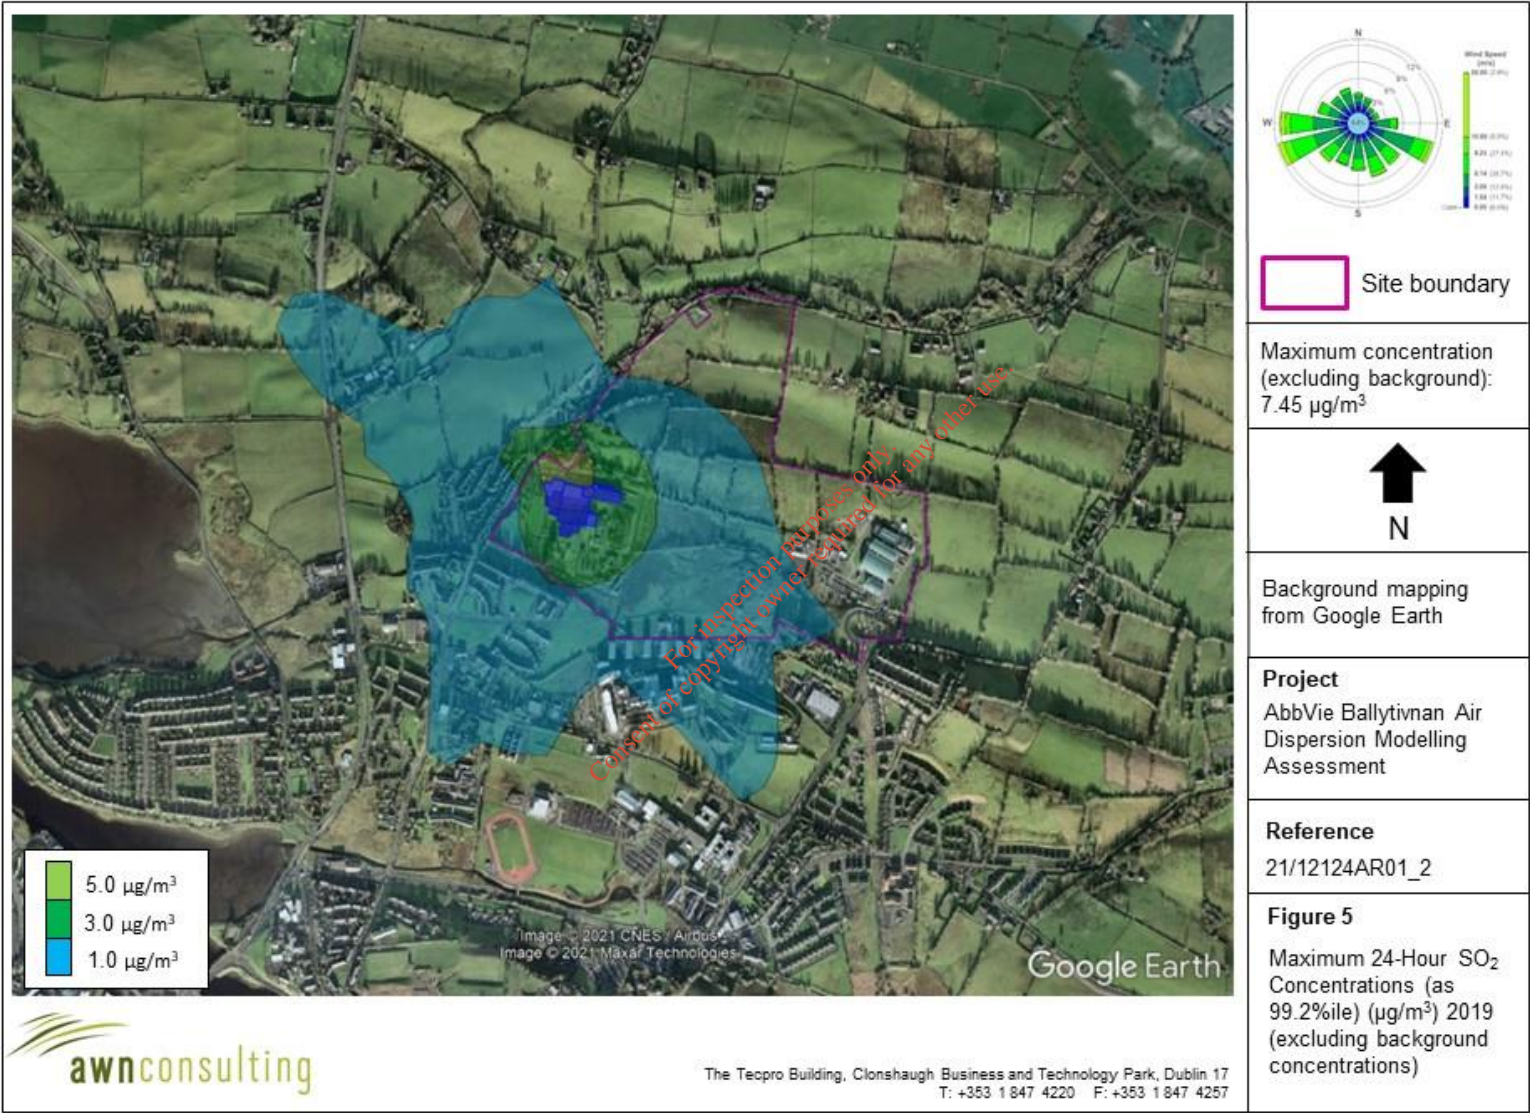 N
12%
W
E
S
Wind Speed
(m/s)
Site boundary
Maximum concentration
(excluding background):
7.45 µg/m³
N
Background mapping
from Google Earth
Project
AbbVie Ballytivnan Air
Dispersion Modelling
Assessment
Reference
21/12124AR01_2
Figure 5
Maximum 24-Hour SO₂
Concentrations (as
99.2%ile) (µg/m³) 2019
(excluding background
concentrations)
For inspection purposes only.
Consent of copyright owner required for any other use.
5.0 µg/m³
3.0 µg/m³
1.0 µg/m³
Image © 2021 CNES / Airbus
Image © 2021 Maxar Technologies
Google Earth
awnconsulting
The Tecpro Building, Clonshaugh Business and Technology Park, Dublin 17
T: +353 1 847 4220 F: +353 1 847 4257